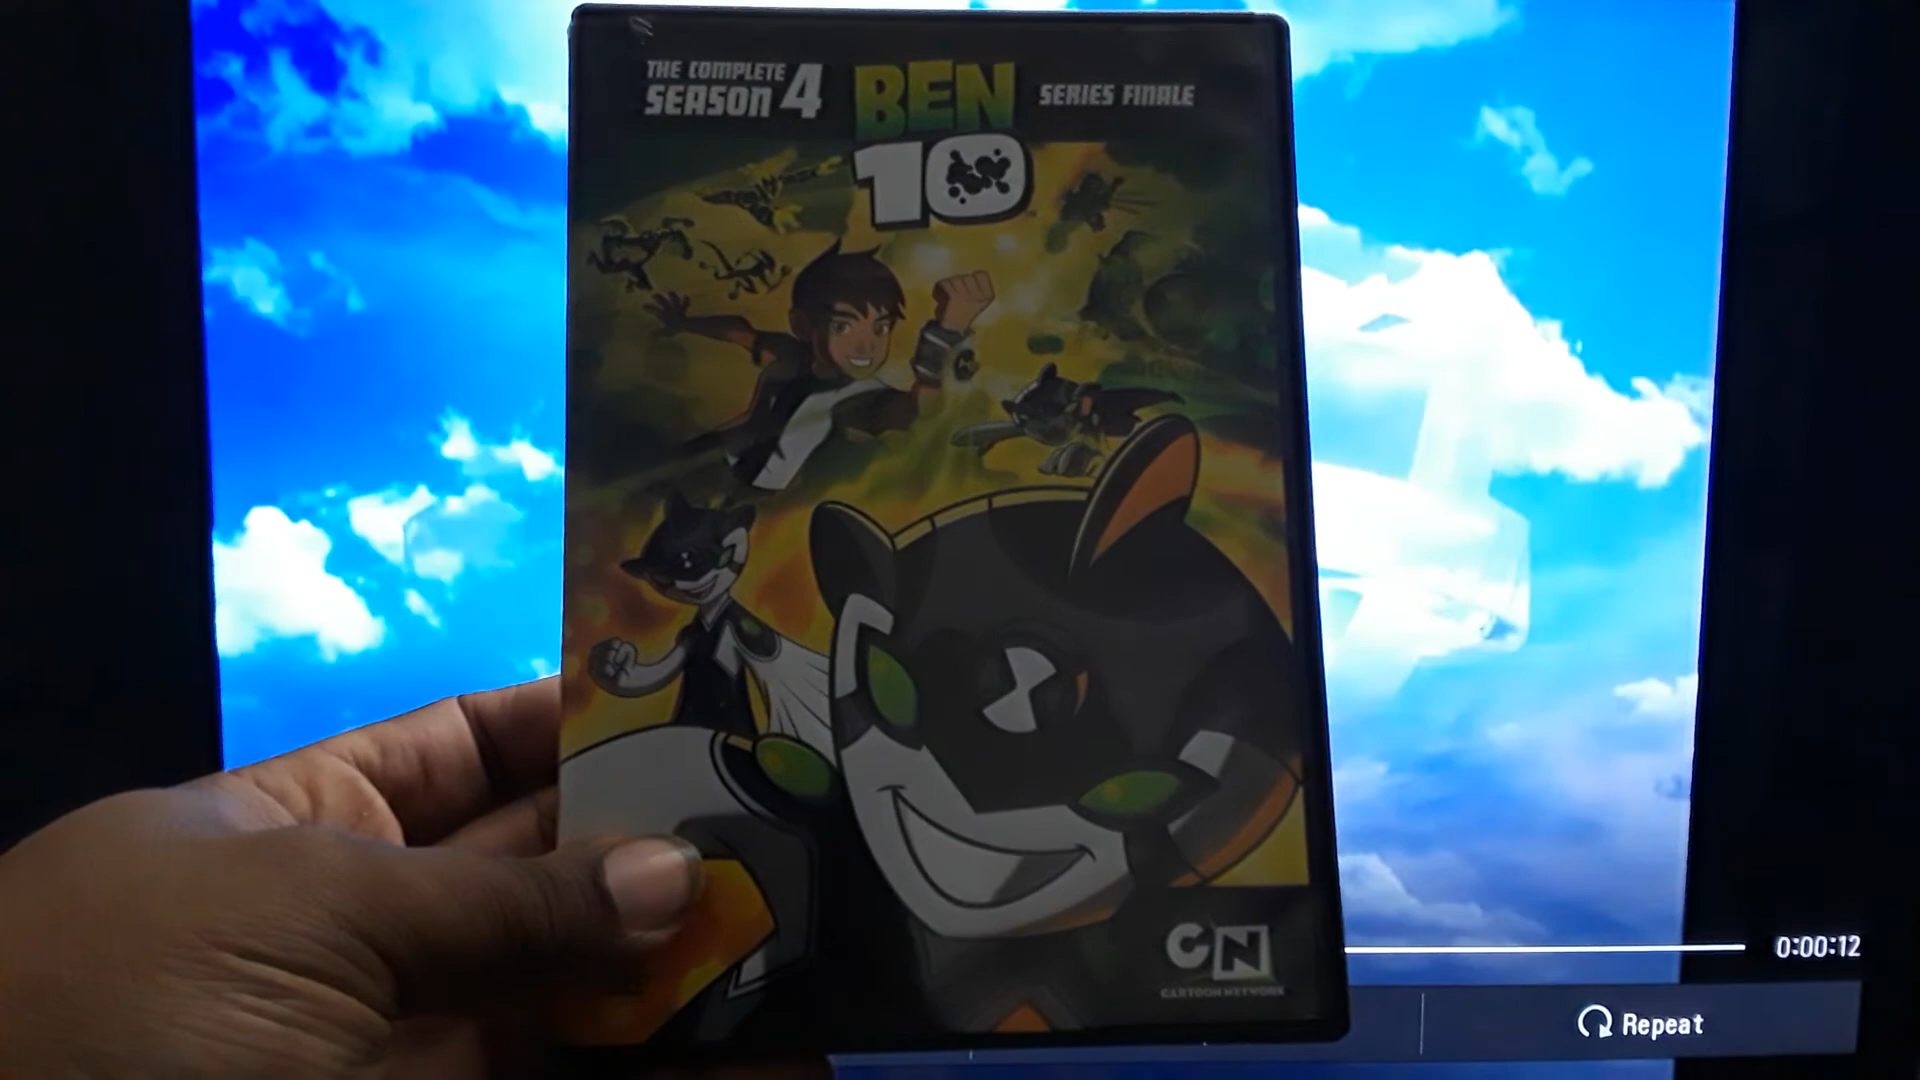 THE COMPLETE
SEASON 4
BEN
10
SERIES FINALE
CN
CARTOON NETWORK
0:00:12
Repeat